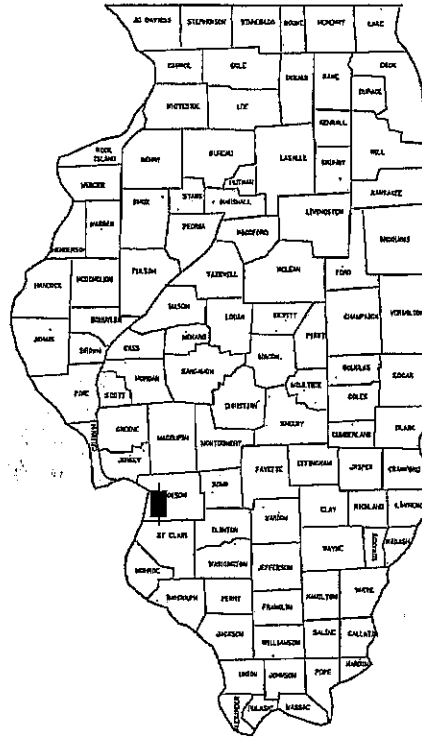 JO DAVIESS STEPHENSON WINNEBAGO BOONE MCHENRY LAKE
CARROLL OGLE DEKALB KANE COOK
DUPAGE
WHITESIDE LEE
KENDALL
ROCK ISLAND HENRY BUREAU LASALLE GRUNDY WILL
MERCER PUTNAM
KNOX STARK MARSHALL KANKAKEE
WARREN PEORIA LIVINGSTON
HENDERSON WOODFORD IROQUOIS
HANCOCK MCDONOUGH FULTON TAZEWELL MCLEAN FORD
MASON
SCHUYLER LOGAN DEWITT CHAMPAIGN VERMILION
ADAMS MENARD PIATT
BROWN CASS MACON
MORGAN SANGAMON DOUGLAS EDGAR
PIKE SCOTT MOULTRIE
CHRISTIAN COLES
GREENE SHELBY
CALHOUN MACOUPIN MONTGOMERY CUMBERLAND CLARK
JERSEY FAYETTE EFFINGHAM JASPER CRAWFORD
BOND
CLAY RICHLAND LAWRENCE
MARION
ST CLAIR CLINTON WAYNE EDWARDS WABASH
WASHINGTON JEFFERSON
MONROE
RANDOLPH PERRY HAMILTON WHITE
FRANKLIN
JACKSON SALINE GALLATIN
WILLIAMSON
HARDIN
UNION JOHNSON POPE
ALEXANDER PULASKI MASSAC